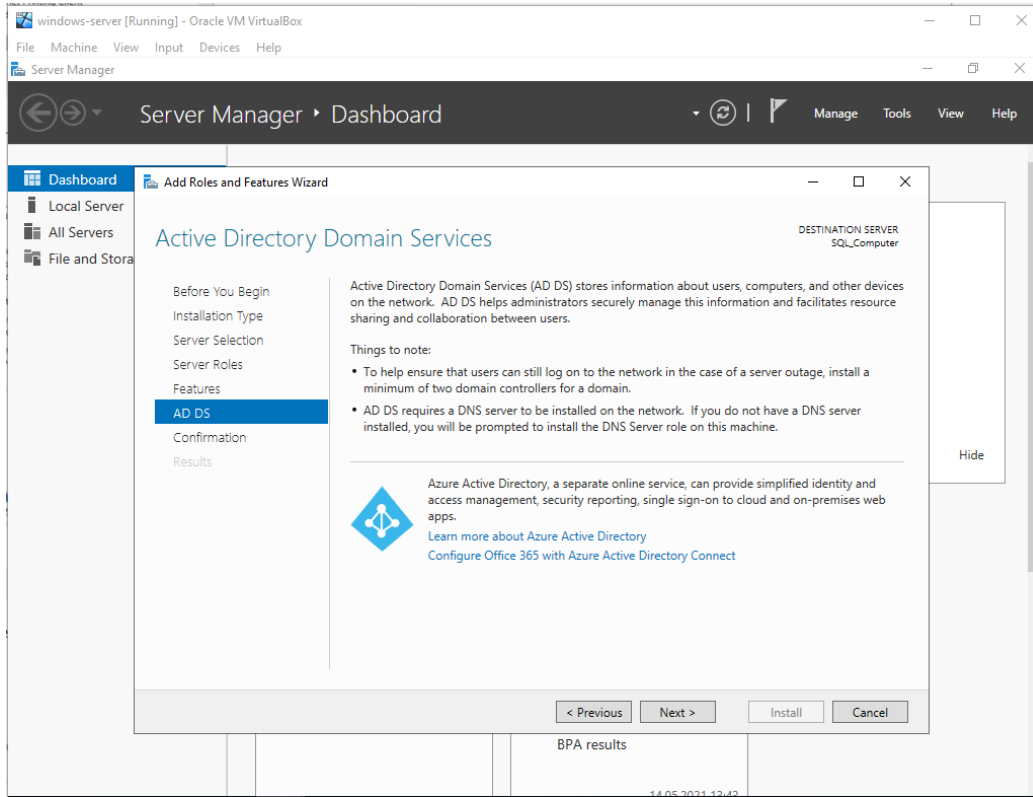 windows-server [Running] - Oracle VM VirtualBox
File Machine View Input Devices Help
Server Manager
Server Manager ‣ Dashboard
Manage Tools View Help
Dashboard
Local Server
All Servers
File and Stora
Add Roles and Features Wizard
Active Directory Domain Services
DESTINATION SERVER
SQL_Computer
Before You Begin
Installation Type
Server Selection
Server Roles
Features
AD DS
Confirmation
Results
Active Directory Domain Services (AD DS) stores information about users, computers, and other devices
on the network. AD DS helps administrators securely manage this information and facilitates resource
sharing and collaboration between users.
Things to note:
• To help ensure that users can still log on to the network in the case of a server outage, install a
minimum of two domain controllers for a domain.
• AD DS requires a DNS server to be installed on the network. If you do not have a DNS server
installed, you will be prompted to install the DNS Server role on this machine.
Azure Active Directory, a separate online service, can provide simplified identity and
access management, security reporting, single sign-on to cloud and on-premises web
apps.
Learn more about Azure Active Directory
Configure Office 365 with Azure Active Directory Connect
Hide
< Previous Next > Install Cancel
BPA results
14.05.2021 13:43